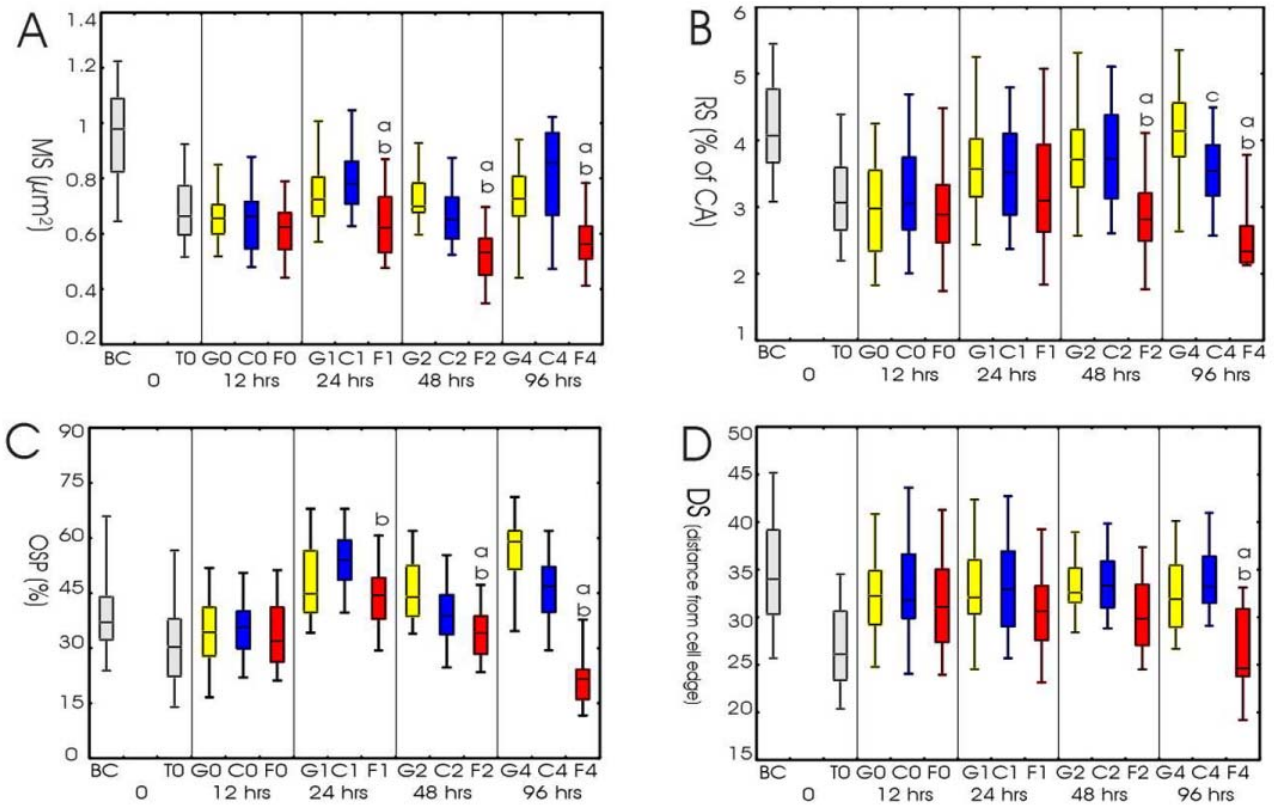 A
MS (µm²)
1.4
1.2
1
0.8
0.6
0.4
0.2
a
b
a
b
a
b
BC T0 G0 C0 F0 G1 C1 F1 G2 C2 F2 G4 C4 F4
0 12 hrs 24 hrs 48 hrs 96 hrs
B
RS (% of CA)
6
5
4
3
2
1
a
b
c
a
b
BC T0 G0 C0 F0 G1 C1 F1 G2 C2 F2 G4 C4 F4
0 12 hrs 24 hrs 48 hrs 96 hrs
C
OSP (%)
90
75
60
45
30
15
0
b
a
b
a
b
BC T0 G0 C0 F0 G1 C1 F1 G2 C2 F2 G4 C4 F4
0 12 hrs 24 hrs 48 hrs 96 hrs
D
DS (distance from cell edge)
50
45
40
35
30
25
20
15
a
b
BC T0 G0 C0 F0 G1 C1 F1 G2 C2 F2 G4 C4 F4
0 12 hrs 24 hrs 48 hrs 96 hrs